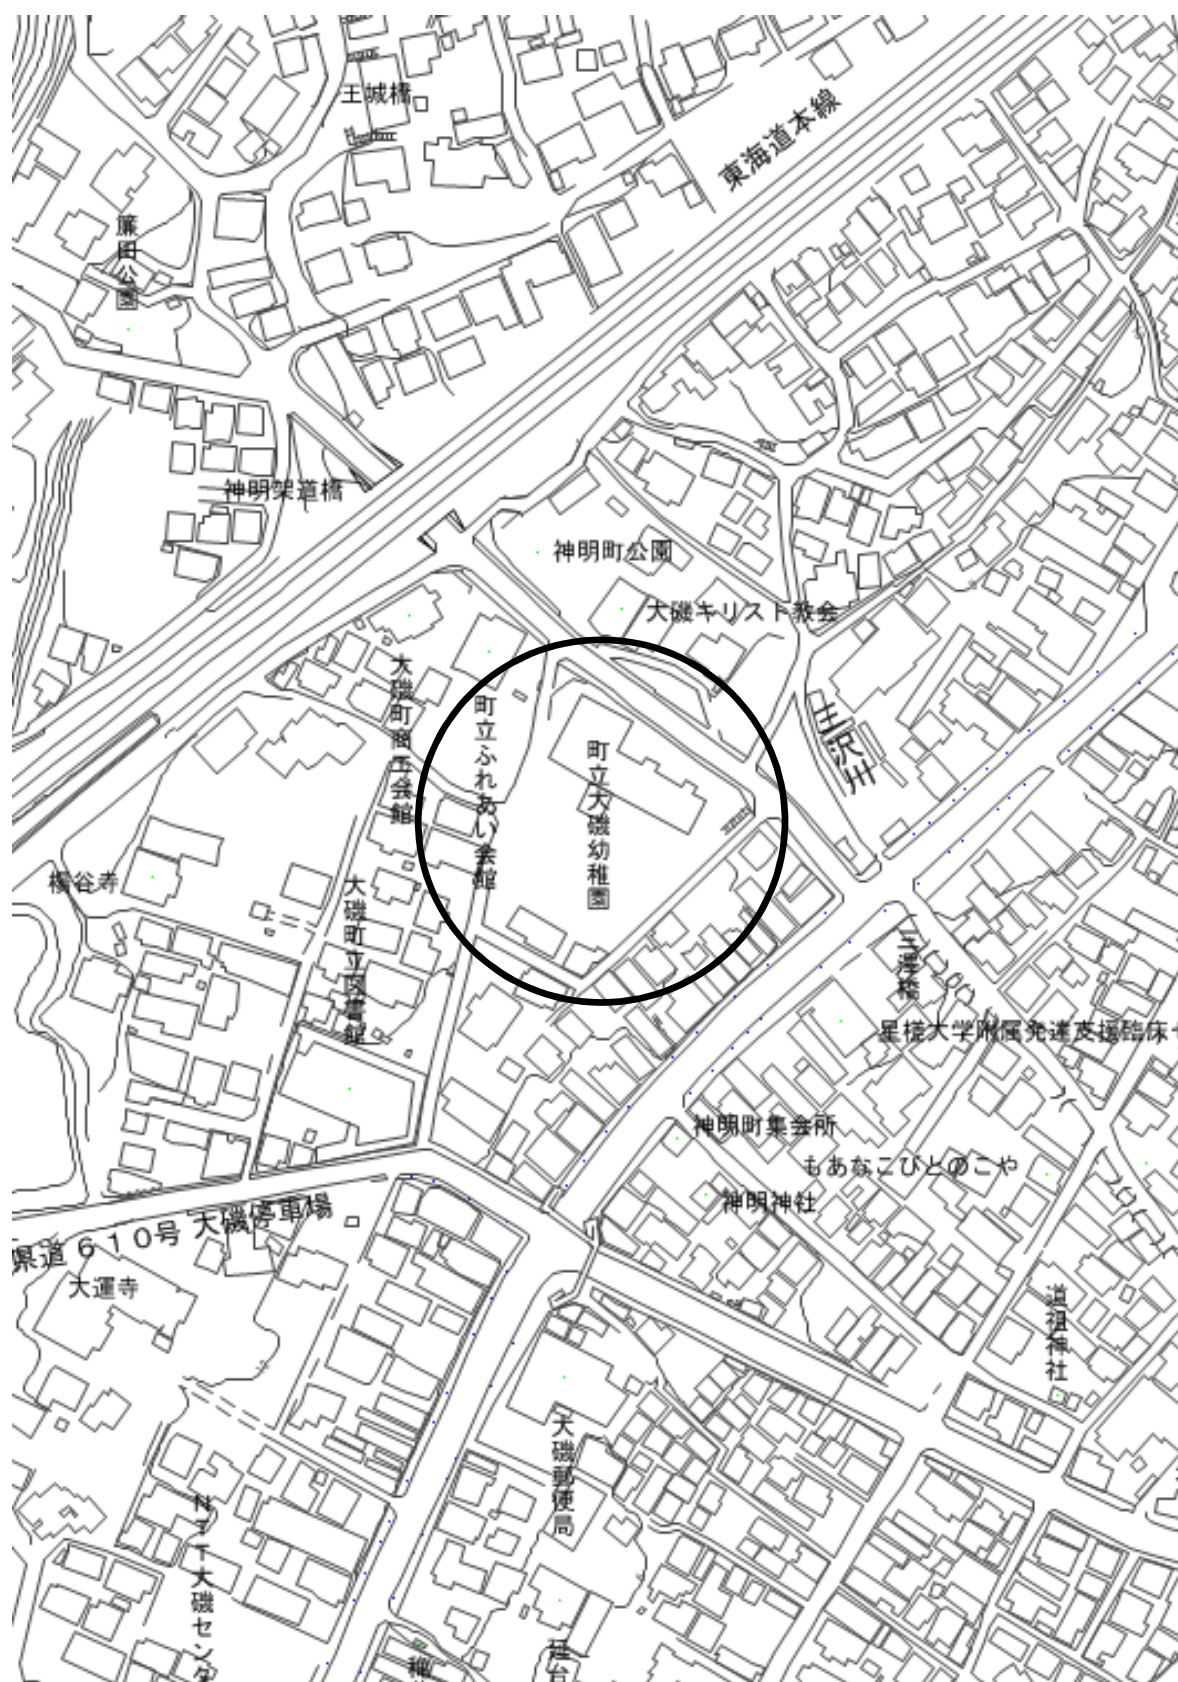 王城橋
東海道本線
簾田公園
神明架道橋
神明町公園
大磯キリスト教会
大磯町商工会館
町立ふれあい会館
町立大磯幼稚園
三沢川
楊谷寺
大磯町立図書館
三澤橋
星槎大学附属発達支援臨床セ
神明町集会所
もあなこびとのこや
神明神社
県道610号 大磯停車場
大運寺
道祖神社
大磯郵便局
NTT大磯センタ
延台